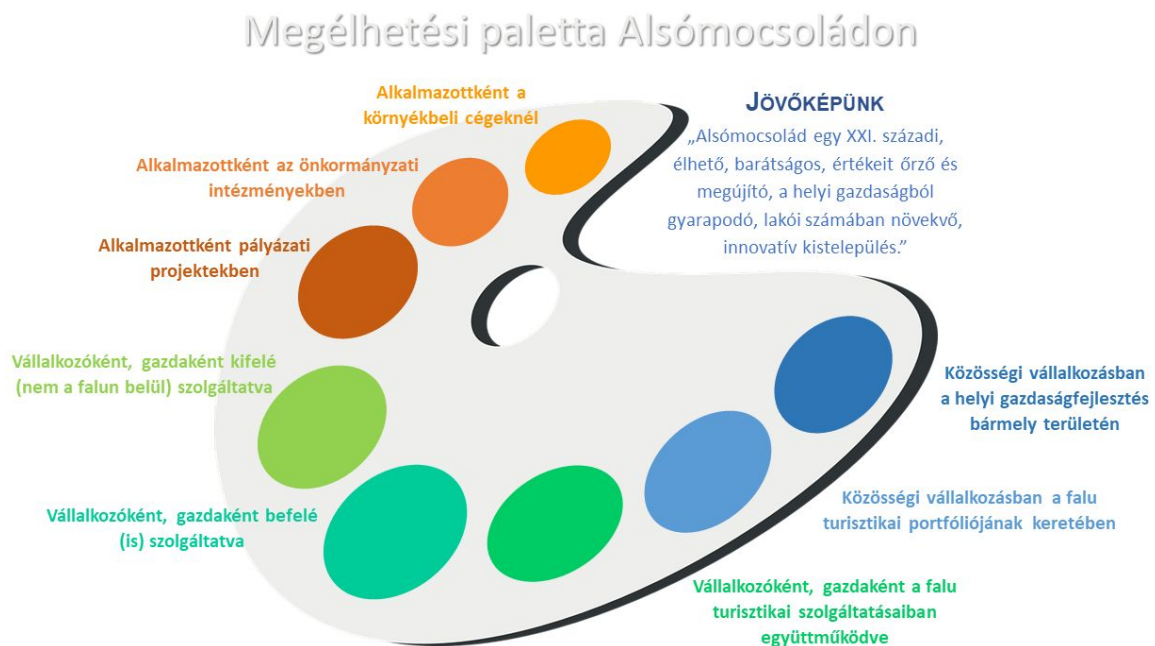 Megélhetési paletta Alsómocsoládon
Alkalmazottként a
környékbeli cégeknél
JÖVŐKÉPÜNK
„Alsómocsolád egy XXI. századi,
élhető, barátságos, értékeit őrző és
megújító, a helyi gazdaságból
gyarapodó, lakói számában növekvő,
innovatív kistelepülés.”
Alkalmazottként az önkormányzati
intézményekben
Alkalmazottként pályázati
projektekben
Vállalkozóként, gazdaként kifelé
(nem a falun belül) szolgáltatva
Vállalkozóként, gazdaként befelé
(is) szolgáltatva
Vállalkozóként, gazdaként a falu
turisztikai szolgáltatásaiban
együttműködve
Közösségi vállalkozásban a falu
turisztikai portfóliójának keretében
Közösségi vállalkozásban
a helyi gazdaságfejlesztés
bármely területén